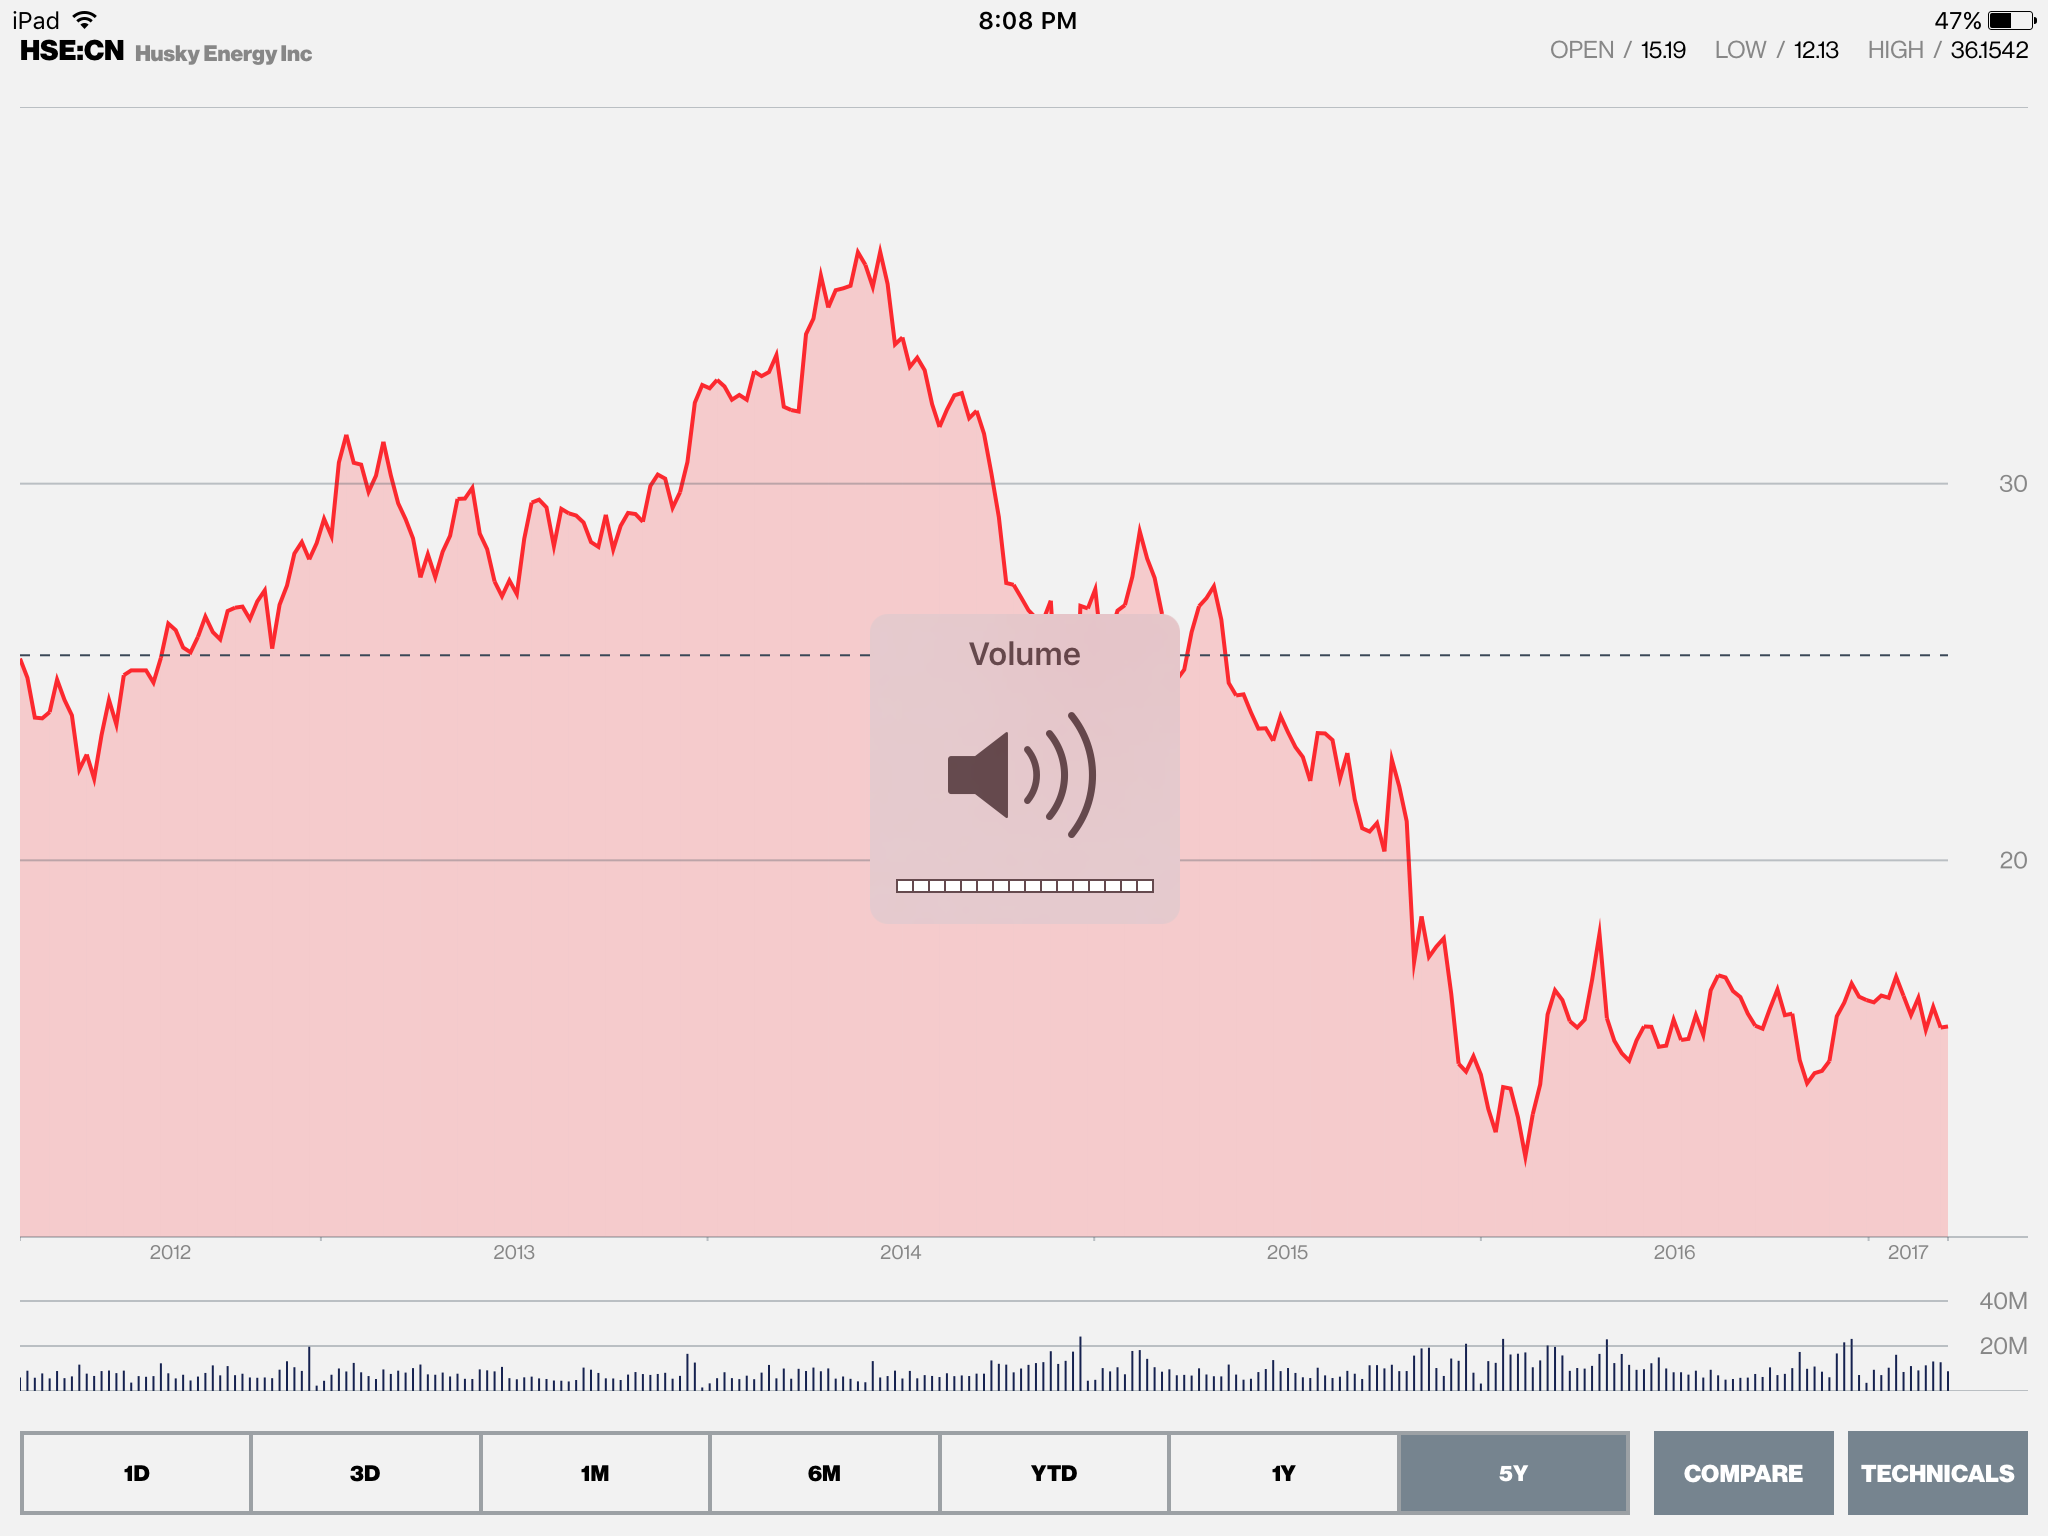 iPad 8:08 PM 47%
HSE:CN Husky Energy Inc OPEN / 15.19 LOW / 12.13 HIGH / 36.1542
30
Volume
20
2012 2013 2014 2015 2016 2017
40M
20M
1D 3D 1M 6M YTD 1Y 5Y COMPARE TECHNICALS